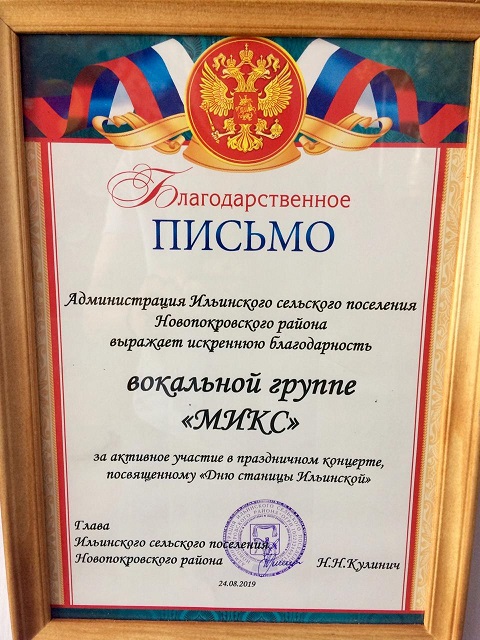 Благодарственное
ПИСЬМО
Администрация Ильинского сельского поселения
Новопокровского района
выражает искреннюю благодарность
вокальной группе
«МИКС»
за активное участие в праздничном концерте,
посвященному «Дню станицы Ильинской»
Глава
Ильинского сельского поселения
Новопокровского района
Н.Н.Кулинич
24.08.2019